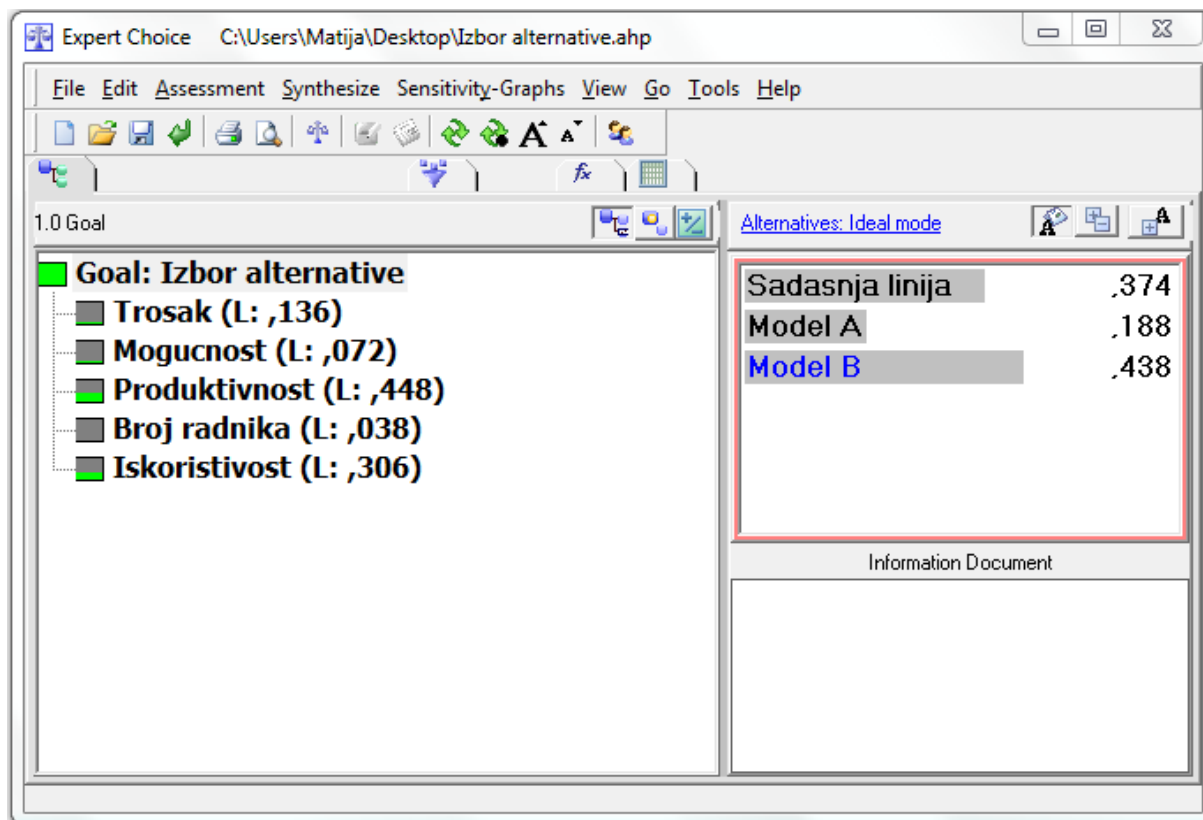 Expert Choice C:\Users\Matija\Desktop\Izbor alternative.ahp
File Edit Assessment Synthesize Sensitivity-Graphs View Go Tools Help
1.0 Goal
Goal: Izbor alternative
Trosak (L: ,136)
Mogucnost (L: ,072)
Produktivnost (L: ,448)
Broj radnika (L: ,038)
Iskoristivost (L: ,306)
Alternatives: Ideal mode
Sadasnja linija ,374
Model A ,188
Model B ,438
Information Document